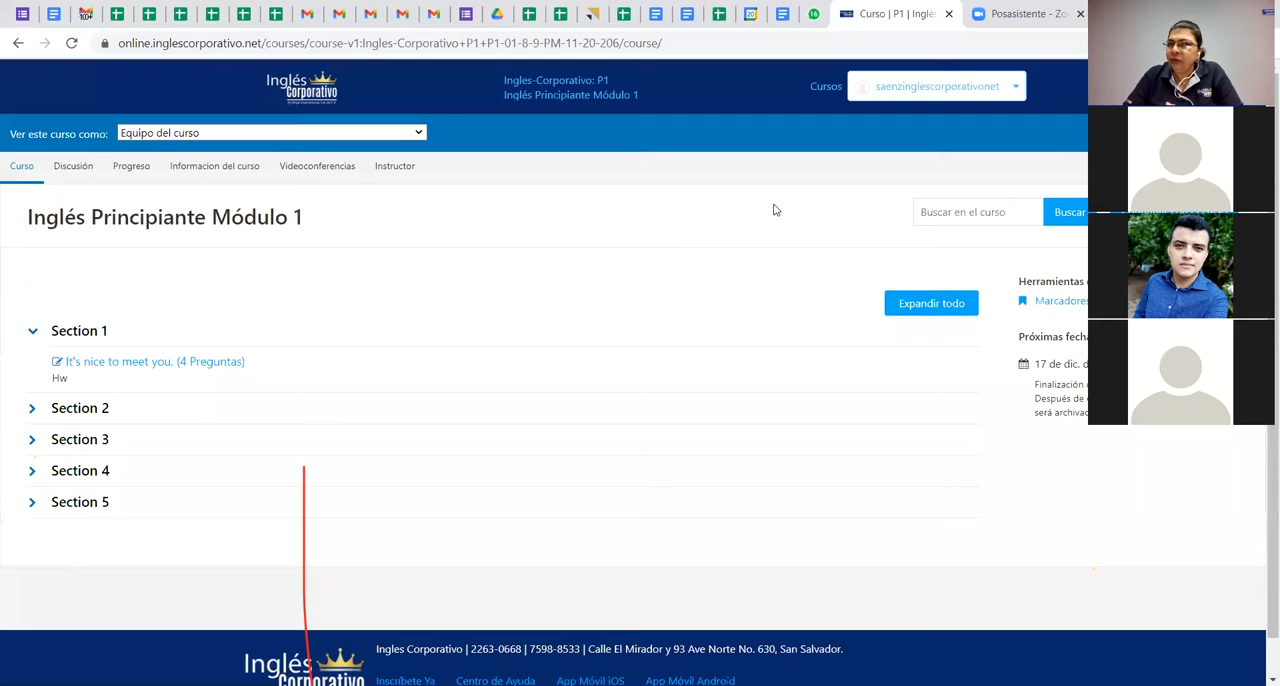 100+
16
Curso | P1 | Inglé
Posasistente - Zo
online.inglescorporativo.net/courses/course-v1:Ingles-Corporativo+P1+P1-01-8-9-PM-11-20-206/course/
Inglés
Corporativo
Ingles-Corporativo: P1
Inglés Principiante Módulo 1
Cursos
saenzinglescorporativonet
Ver este curso como:
Equipo del curso
Curso
Discusión
Progreso
Informacion del curso
Videoconferencias
Instructor
Inglés Principiante Módulo 1
Buscar en el curso
Buscar
Expandir todo
Herramientas
Marcadores
Section 1
It's nice to meet you. (4 Preguntas)
Hw
Próximas fech
17 de dic. d
Finalización
Después de
será archiva
Section 2
Section 3
Section 4
Section 5
Inglés
Corporativo
Ingles Corporativo | 2263-0668 | 7598-8533 | Calle El Mirador y 93 Ave Norte No. 630, San Salvador.
Inscríbete Ya
Centro de Ayuda
App Móvil iOS
App Móvil Android